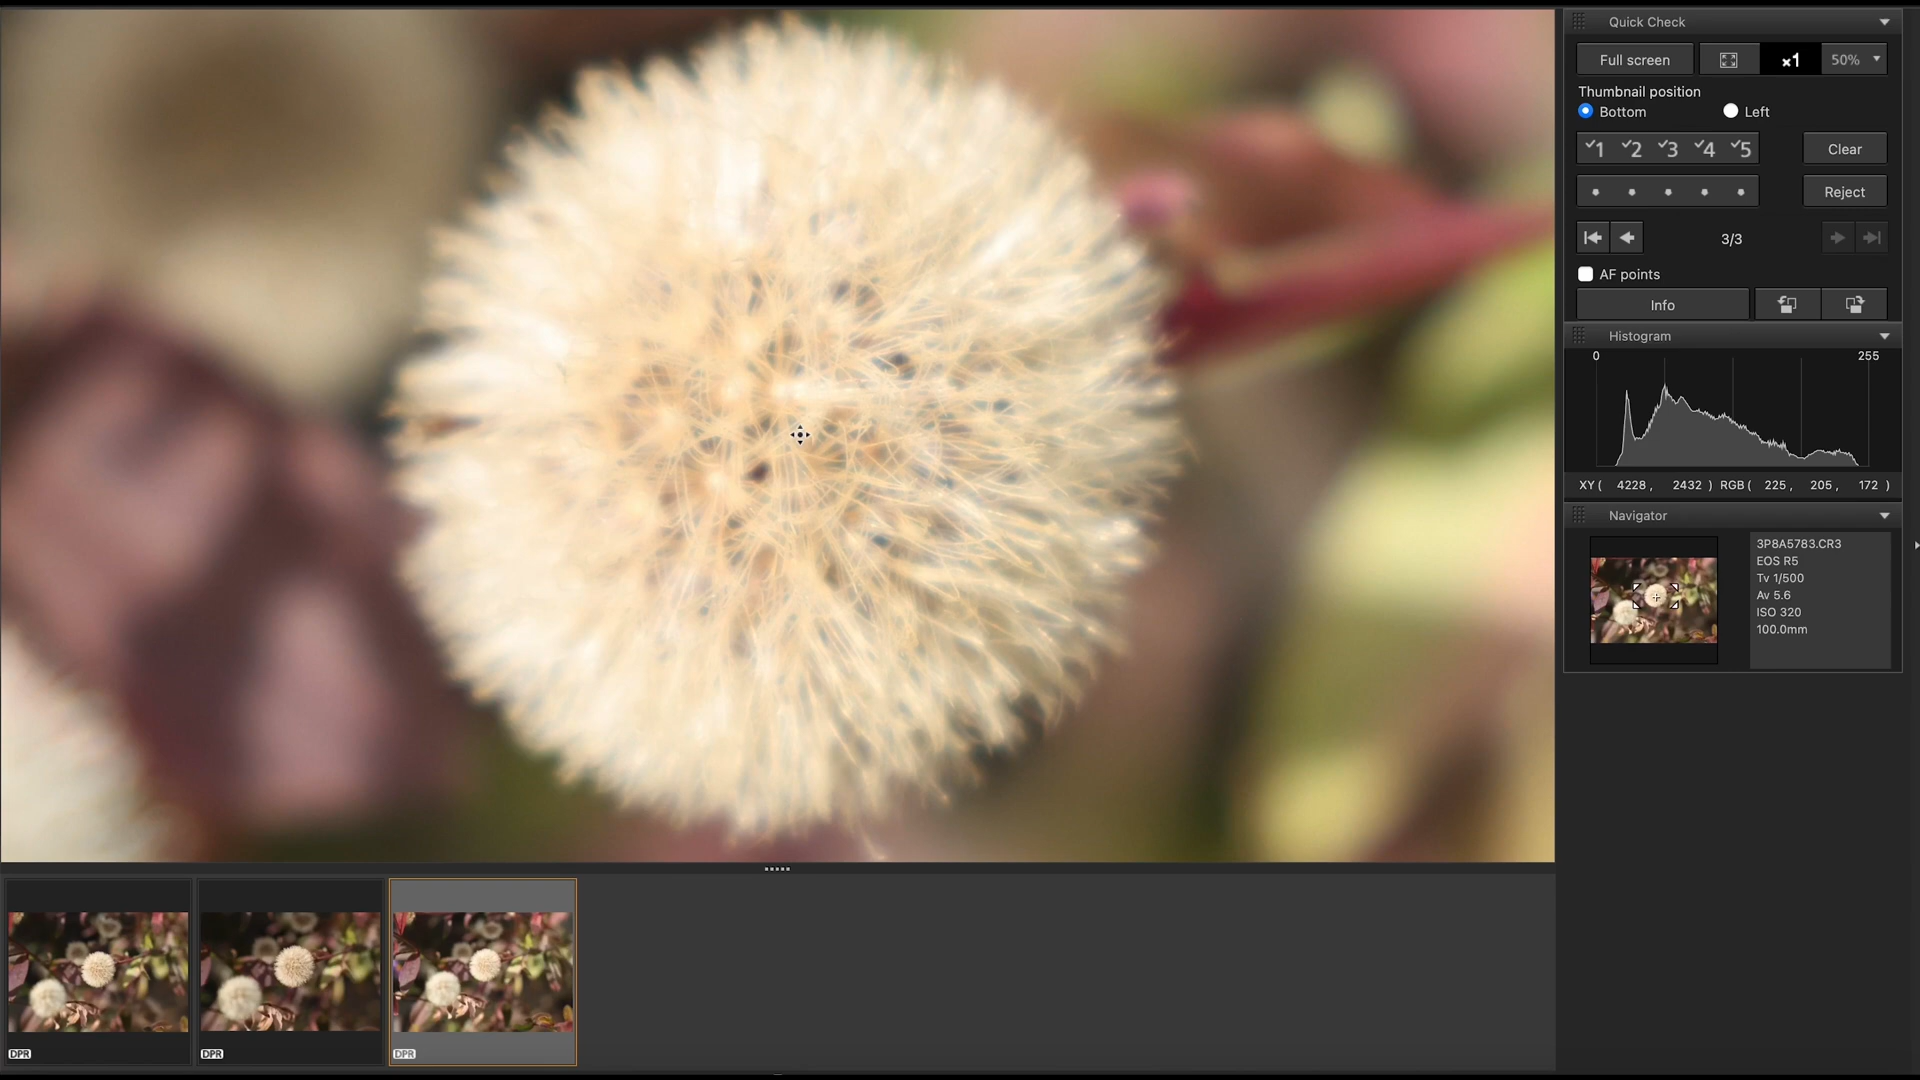 Quick Check
Full screen
x1
50%
Thumbnail position
Bottom
Left
1 2 3 4 5
Clear
Reject
3/3
AF points
Info
Histogram
0
255
XY ( 4228 , 2432 ) RGB ( 225 , 205 , 172 )
Navigator
3P8A5783.CR3
EOS R5
Tv 1/500
Av 5.6
ISO 320
100.0mm
DPR
DPR
DPR